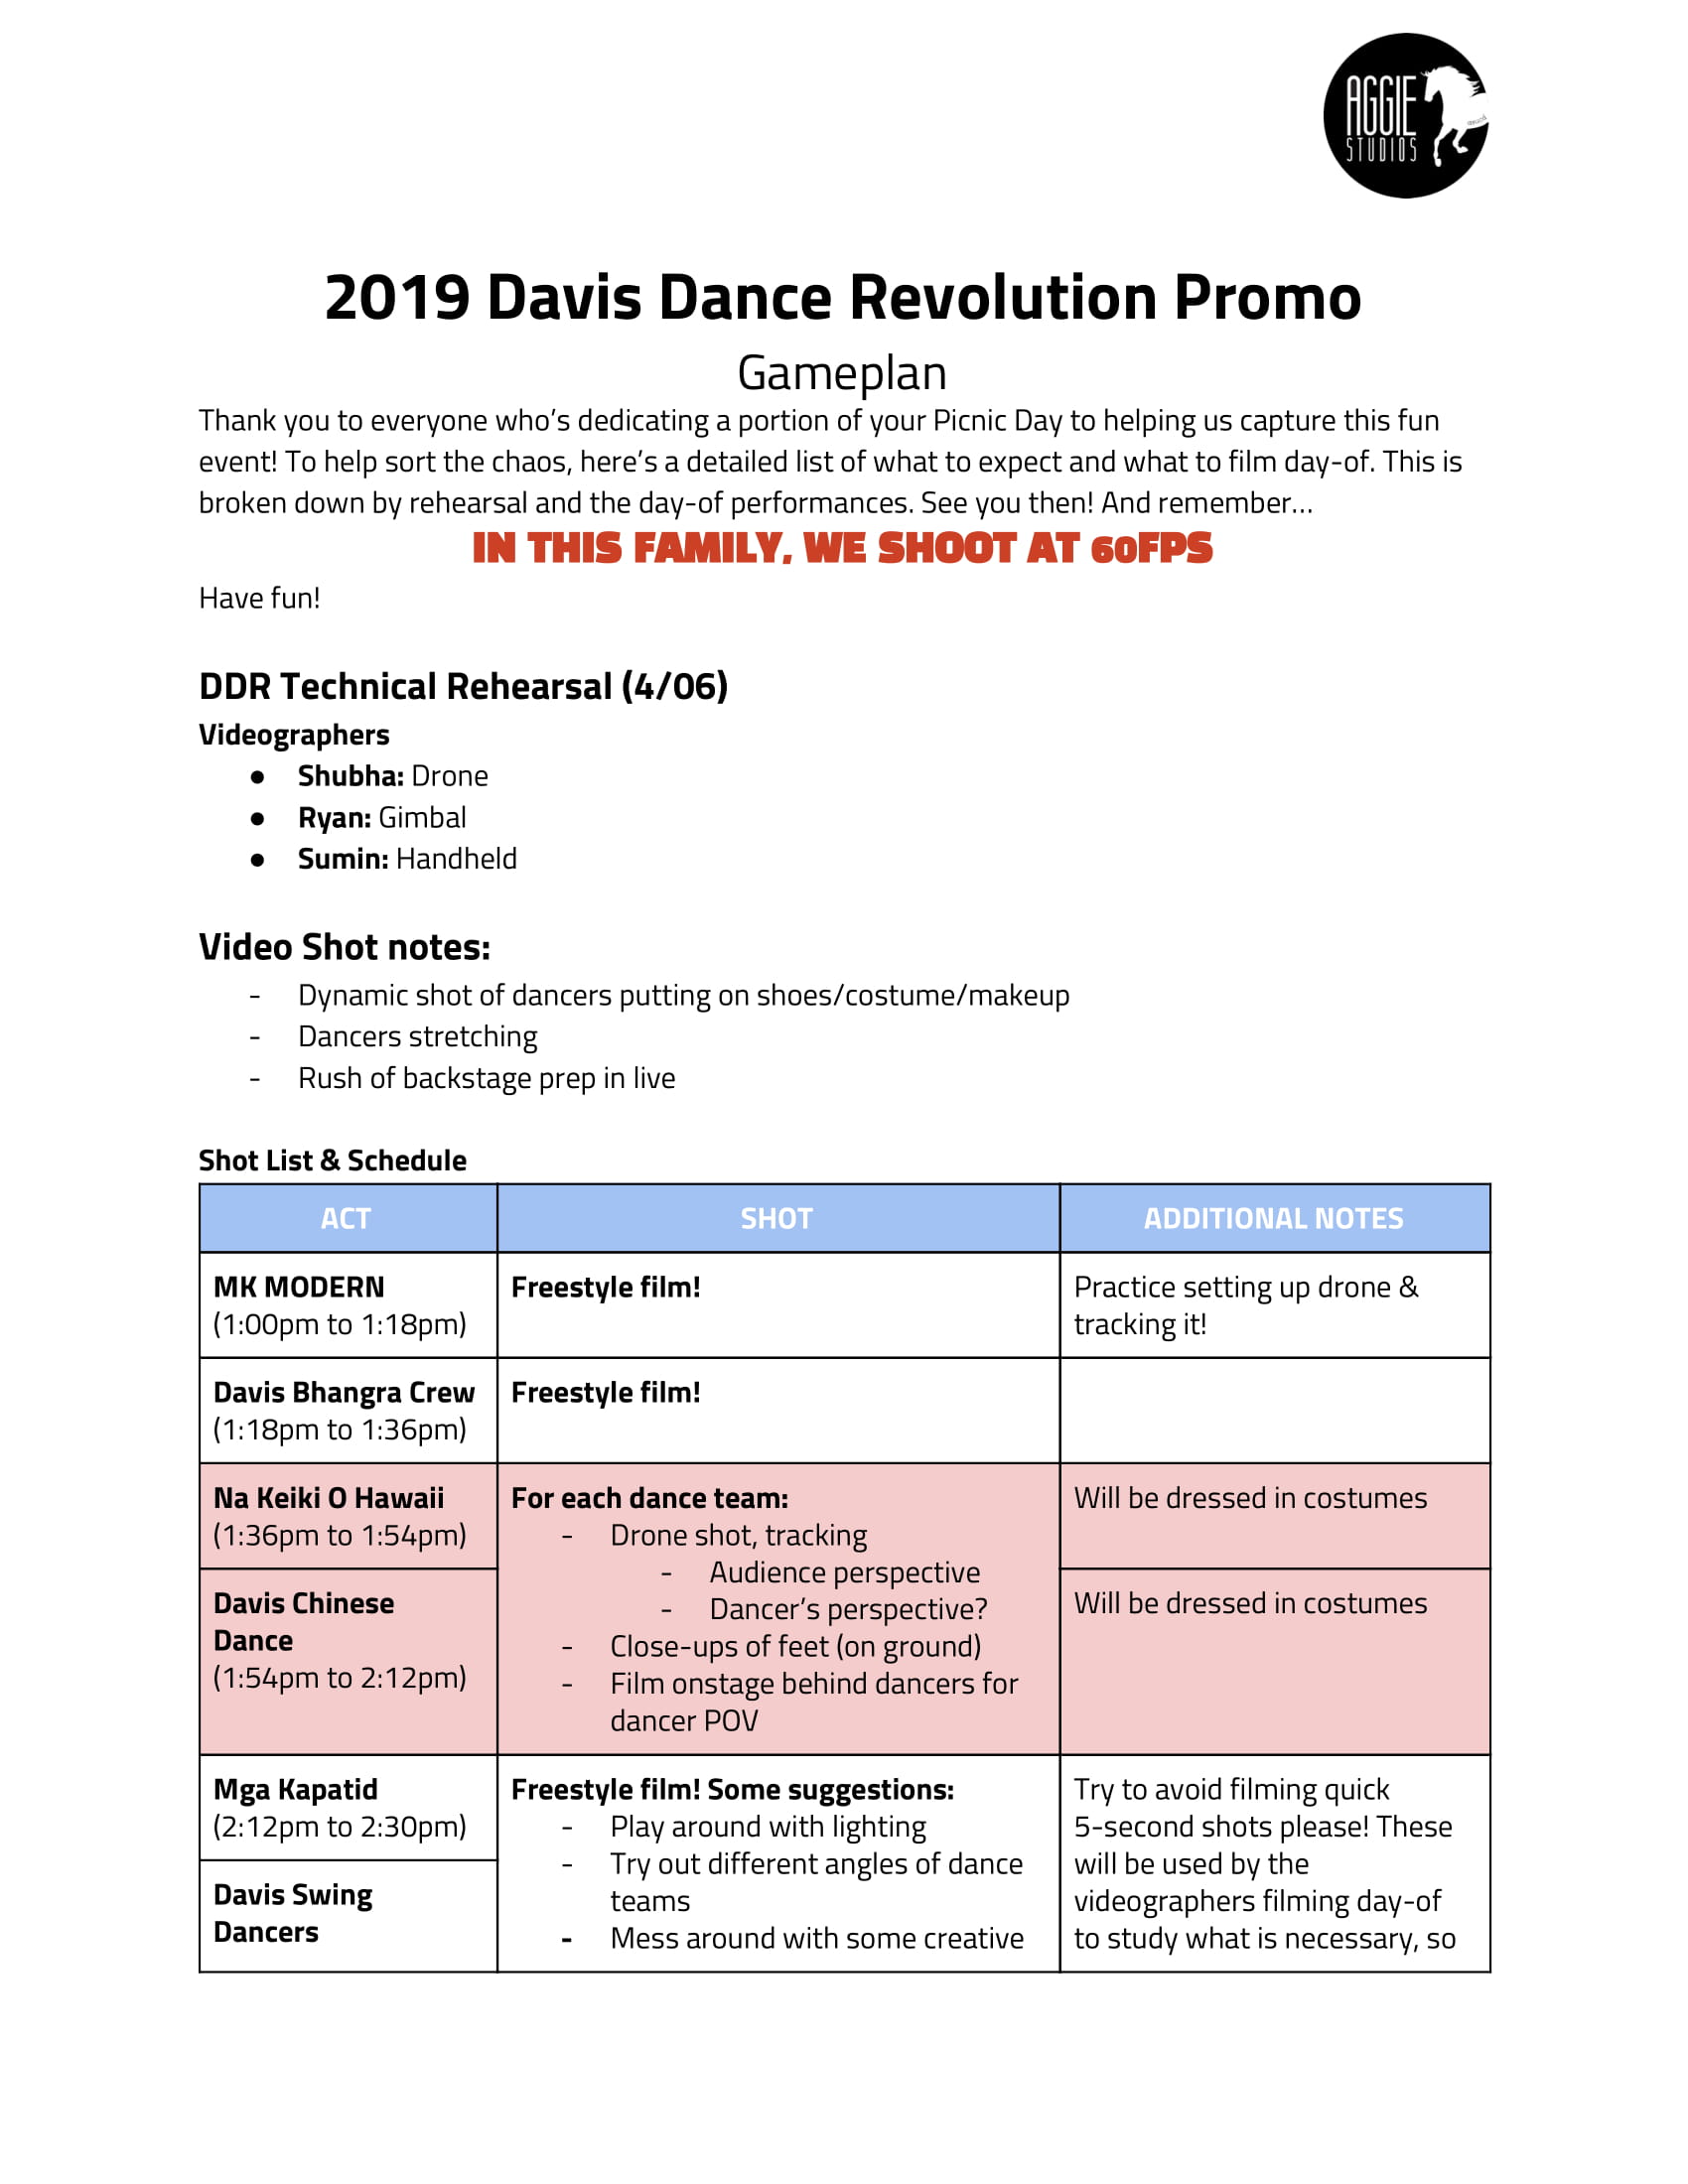 AGGIE
STUDIOS
2019 Davis Dance Revolution Promo
Gameplan
Thank you to everyone who’s dedicating a portion of your Picnic Day to helping us capture this fun
event! To help sort the chaos, here’s a detailed list of what to expect and what to film day-of. This is
broken down by rehearsal and the day-of performances. See you then! And remember...
IN THIS FAMILY, WE SHOOT AT 60FPS
Have fun!
DDR Technical Rehearsal (4/06)
Videographers
● Shubha: Drone
● Ryan: Gimbal
● Sumin: Handheld
Video Shot notes:
- Dynamic shot of dancers putting on shoes/costume/makeup
- Dancers stretching
- Rush of backstage prep in live
Shot List & Schedule
ACT
SHOT
ADDITIONAL NOTES
MK MODERN
(1:00pm to 1:18pm)
Freestyle film!
Practice setting up drone &
tracking it!
Davis Bhangra Crew
(1:18pm to 1:36pm)
Freestyle film!
Na Keiki O Hawaii
(1:36pm to 1:54pm)
For each dance team:
- Drone shot, tracking
- Audience perspective
- Dancer’s perspective?
- Close-ups of feet (on ground)
- Film onstage behind dancers for
dancer POV
Will be dressed in costumes
Davis Chinese
Dance
(1:54pm to 2:12pm)
Will be dressed in costumes
Mga Kapatid
(2:12pm to 2:30pm)
Freestyle film! Some suggestions:
- Play around with lighting
- Try out different angles of dance
teams
- Mess around with some creative
Try to avoid filming quick
5-second shots please! These
will be used by the
videographers filming day-of
to study what is necessary, so
Davis Swing
Dancers